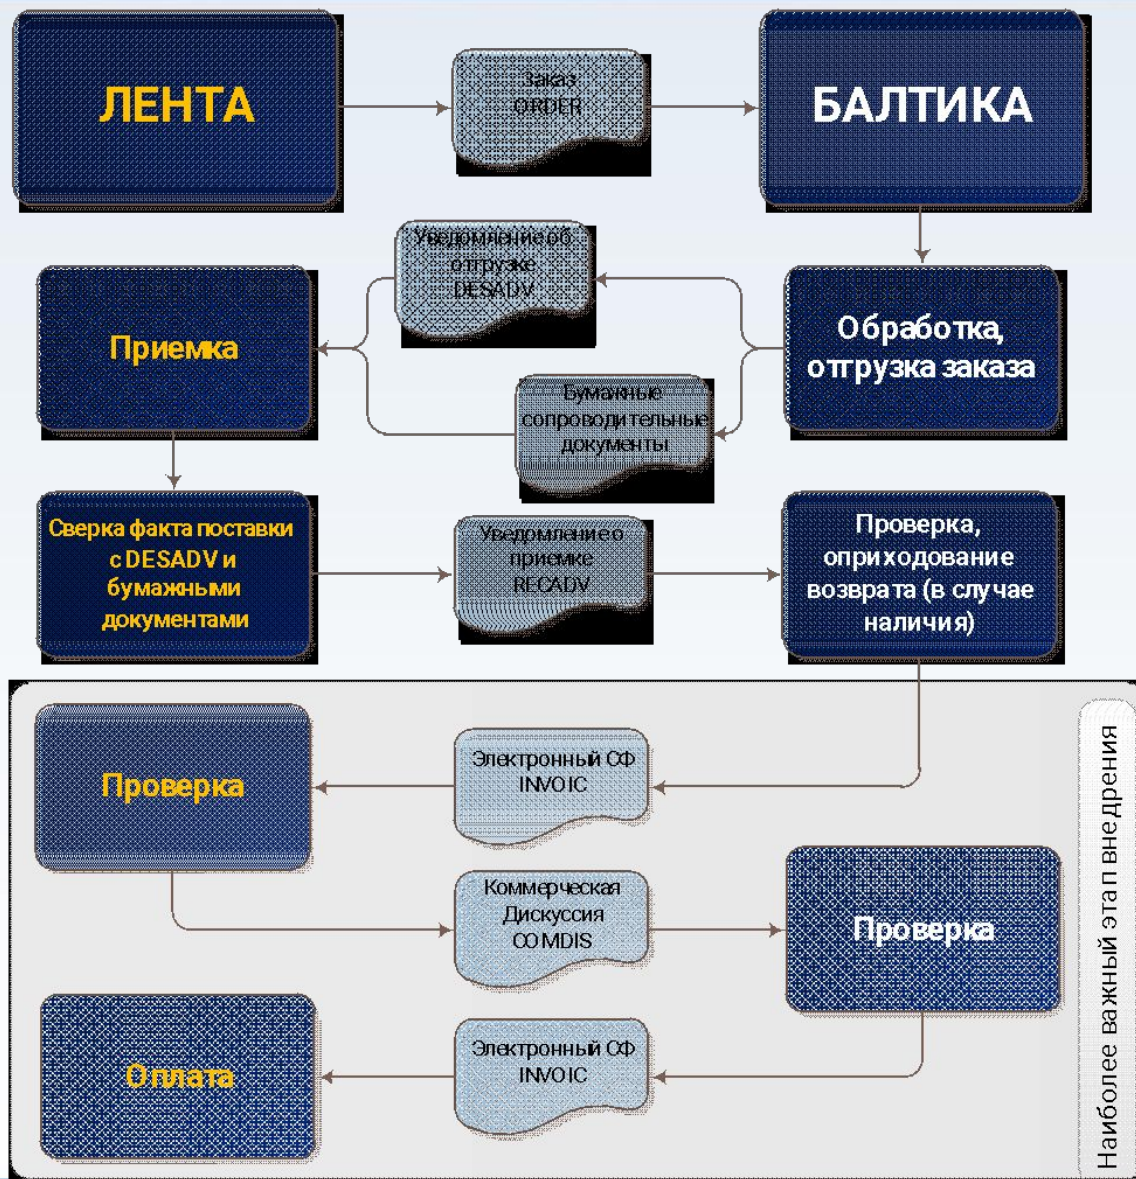 ЛЕНТА
Заказ
ORDER
БАЛТИКА
Уведомление об
отгрузке
DESADV
Приемка
Обработка,
отгрузка заказа
Бумажные
сопроводительные
документы
Сверка факта поставки
с DESADV и
бумажными
документами
Уведомление о
приемке
RECADV
Проверка,
оприходование
возврата (в случае
наличия)
Проверка
Электронный СФ
INVOIC
Коммерческая
Дискуссия
COMDIS
Проверка
Оплата
Электронный СФ
INVOIC
Наиболее важный этап внедрения